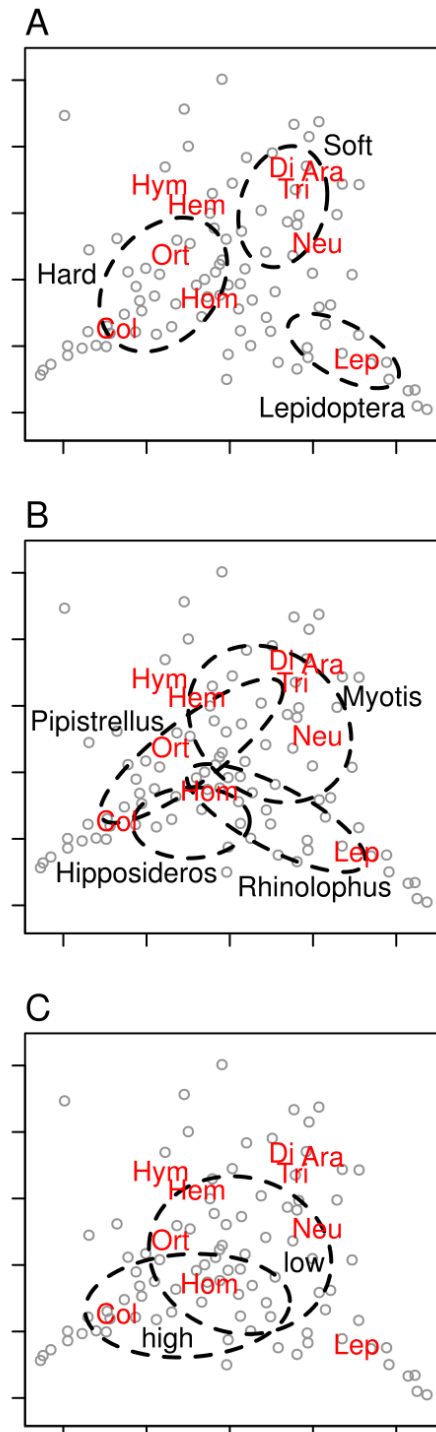 A
Soft
Di Ara
Tri
Hym
Hem
Neu
Ort
Hard
Hom
Col
Lep
Lepidoptera
B
Di Ara
Tri
Hym
Hem
Myotis
Pipistrellus
Neu
Ort
Hom
Col
Lep
Hipposideros
Rhinolophus
C
Di Ara
Tri
Hym
Hem
Neu
Ort
low
Hom
Col
high
Lep